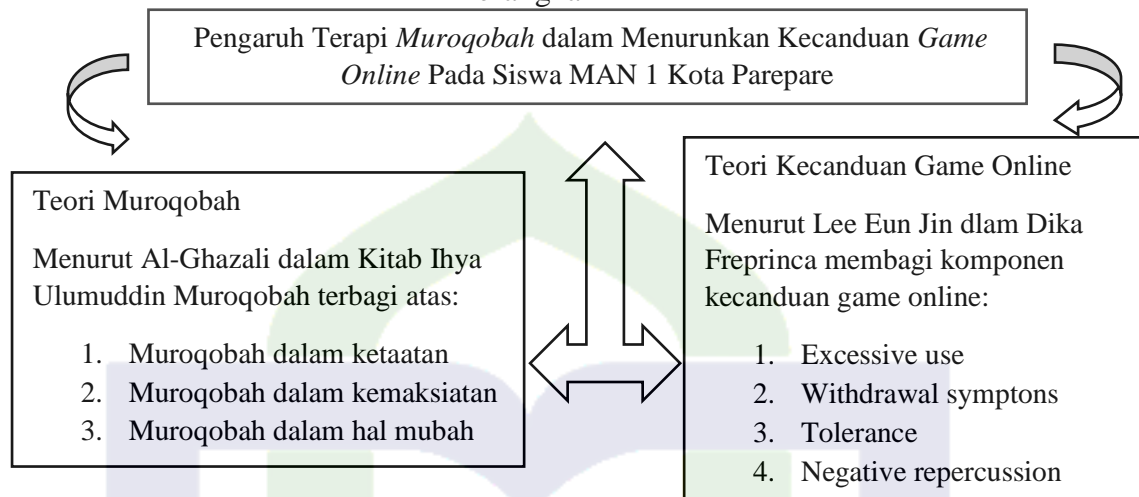 Pengaruh Terapi Muroqobah dalam Menurunkan Kecanduan Game
Online Pada Siswa MAN 1 Kota Parepare
Teori Muroqobah
Menurut Al-Ghazali dalam Kitab Ihya
Ulumuddin Muroqobah terbagi atas:
1. Muroqobah dalam ketaatan
2. Muroqobah dalam kemaksiatan
3. Muroqobah dalam hal mubah
Teori Kecanduan Game Online
Menurut Lee Eun Jin dlam Dika
Freprinca membagi komponen
kecanduan game online:
1. Excessive use
2. Withdrawal symptons
3. Tolerance
4. Negative repercussion